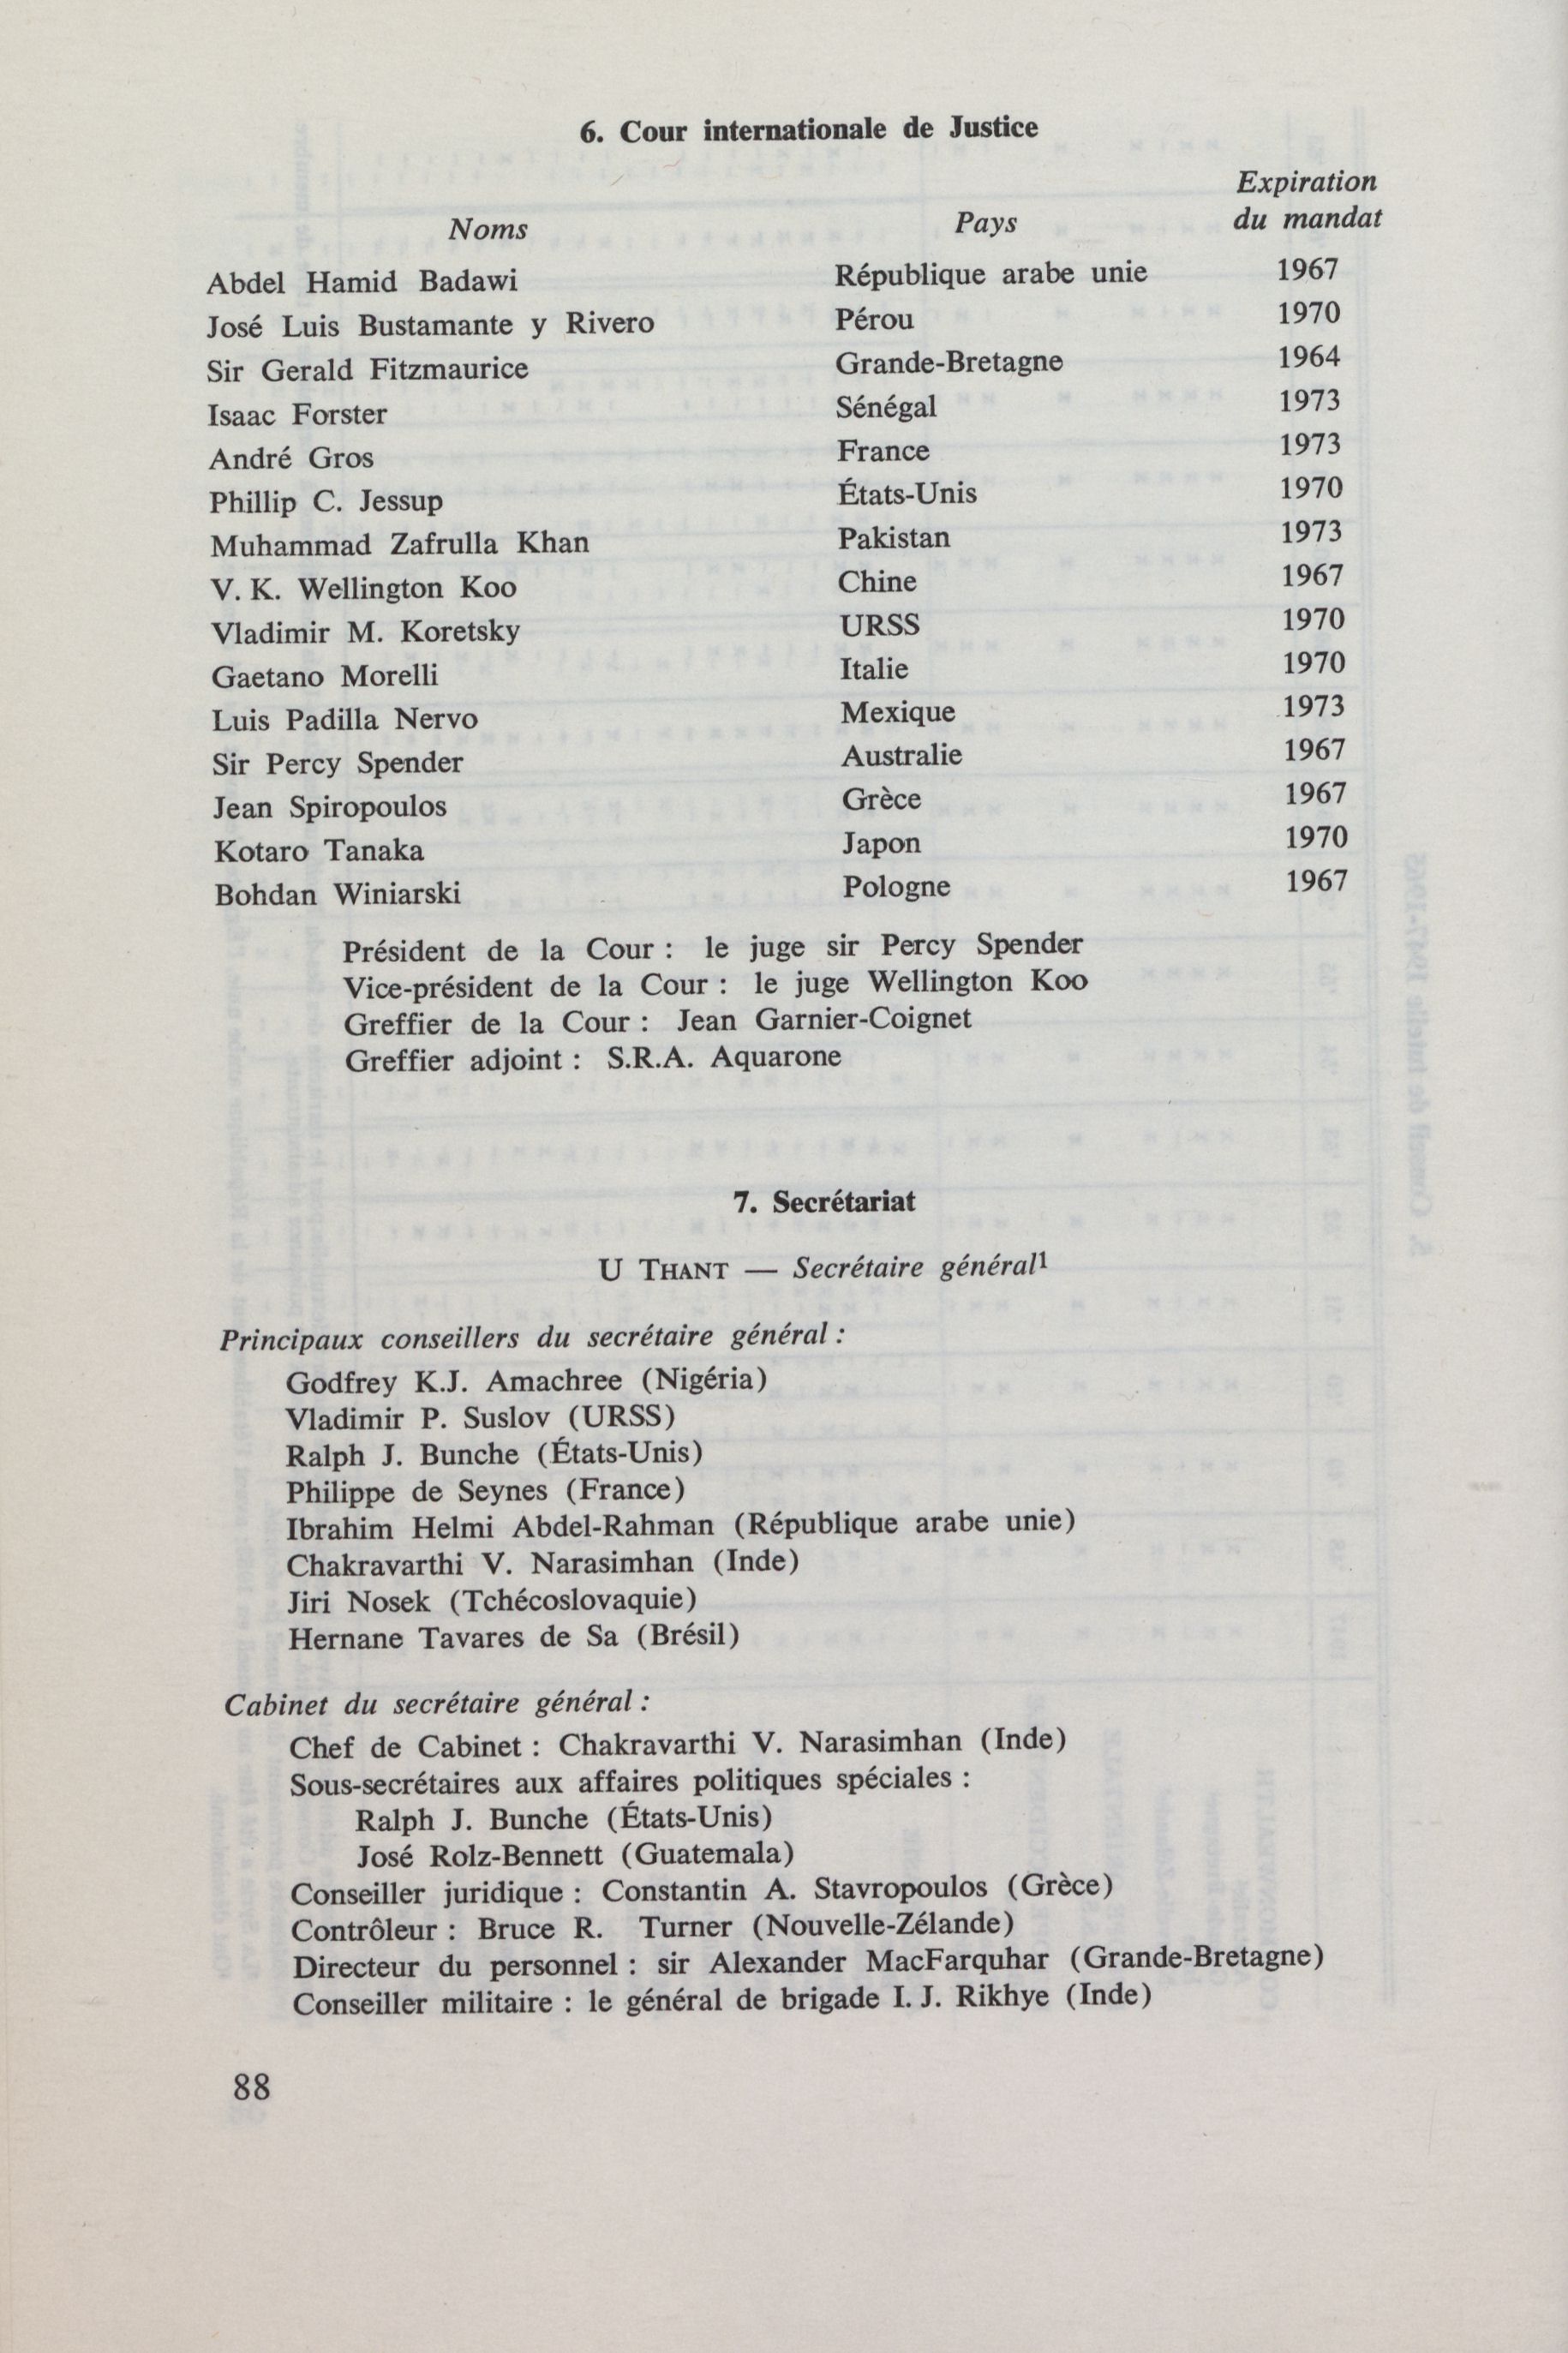 6. Cour internationale de Justice
Noms Pays Expiration du mandat
Abdel Hamid Badawi République arabe unie 1967
José Luis Bustamante y Rivero Pérou 1970
Sir Gerald Fitzmaurice Grande-Bretagne 1964
Isaac Forster Sénégal 1973
André Gros France 1973
Phillip C. Jessup États-Unis 1970
Muhammad Zafrulla Khan Pakistan 1973
V. K. Wellington Koo Chine 1967
Vladimir M. Koretsky URSS 1970
Gaetano Morelli Italie 1970
Luis Padilla Nervo Mexique 1973
Sir Percy Spender Australie 1967
Jean Spiropoulos Grèce 1967
Kotaro Tanaka Japon 1970
Bohdan Winiarski Pologne 1967
Président de la Cour : le juge sir Percy Spender
Vice-président de la Cour : le juge Wellington Koo
Greffier de la Cour : Jean Garnier-Coignet
Greffier adjoint : S.R.A. Aquarone
7. Secrétariat
U THANT — Secrétaire général1
Principaux conseillers du secrétaire général :
Godfrey K.J. Amachree (Nigéria)
Vladimir P. Suslov (URSS)
Ralph J. Bunche (États-Unis)
Philippe de Seynes (France)
Ibrahim Helmi Abdel-Rahman (République arabe unie)
Chakravarthi V. Narasimhan (Inde)
Jiri Nosek (Tchécoslovaquie)
Hernane Tavares de Sa (Brésil)
Cabinet du secrétaire général :
Chef de Cabinet : Chakravarthi V. Narasimhan (Inde)
Sous-secrétaires aux affaires politiques spéciales :
Ralph J. Bunche (États-Unis)
José Rolz-Bennett (Guatemala)
Conseiller juridique : Constantin A. Stavropoulos (Grèce)
Contrôleur : Bruce R. Turner (Nouvelle-Zélande)
Directeur du personnel : sir Alexander MacFarquhar (Grande-Bretagne)
Conseiller militaire : le général de brigade I. J. Rikhye (Inde)
88